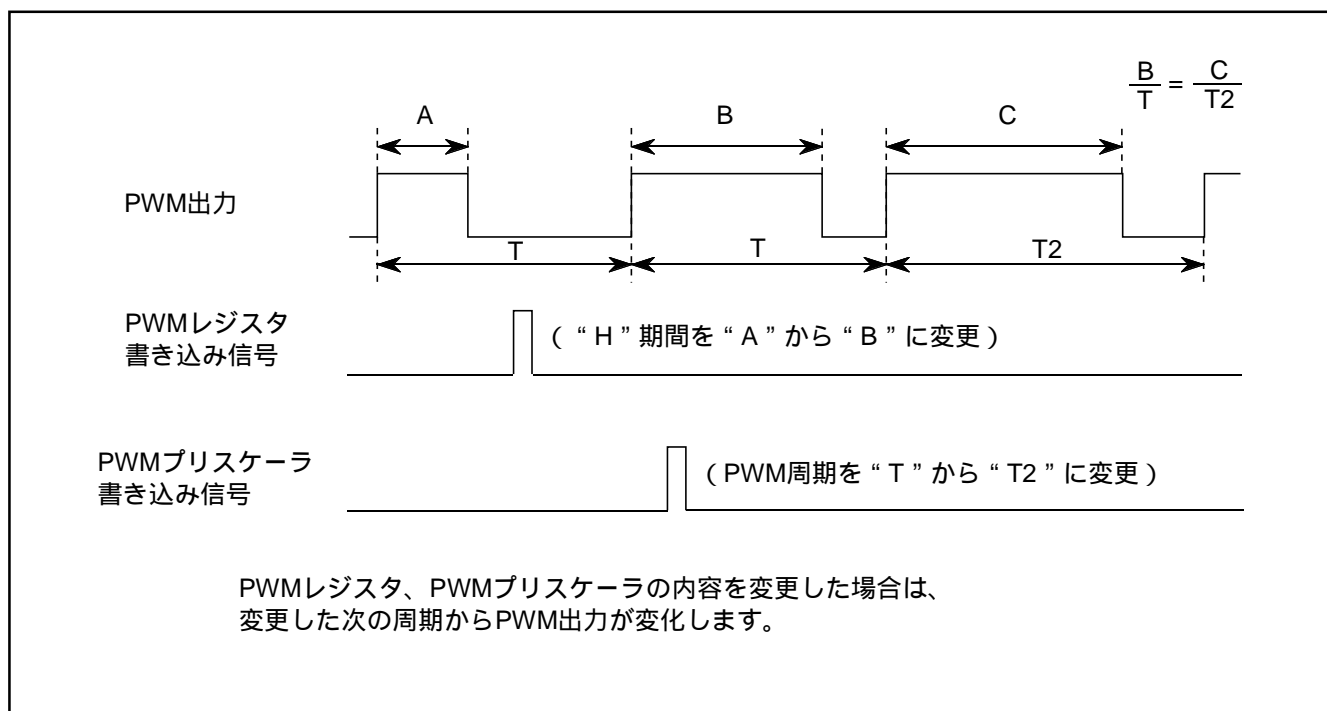 B/T = C/T2
A
B
C
PWM出力
T
T
T2
PWMレジスタ
書き込み信号
( “ H ” 期間を “ A ” から “ B ” に変更 )
PWMプリスケーラ
書き込み信号
( PWM周期を “ T ” から “ T2 ” に変更 )
PWMレジスタ、PWMプリスケーラの内容を変更した場合は、
変更した次の周期からPWM出力が変化します。